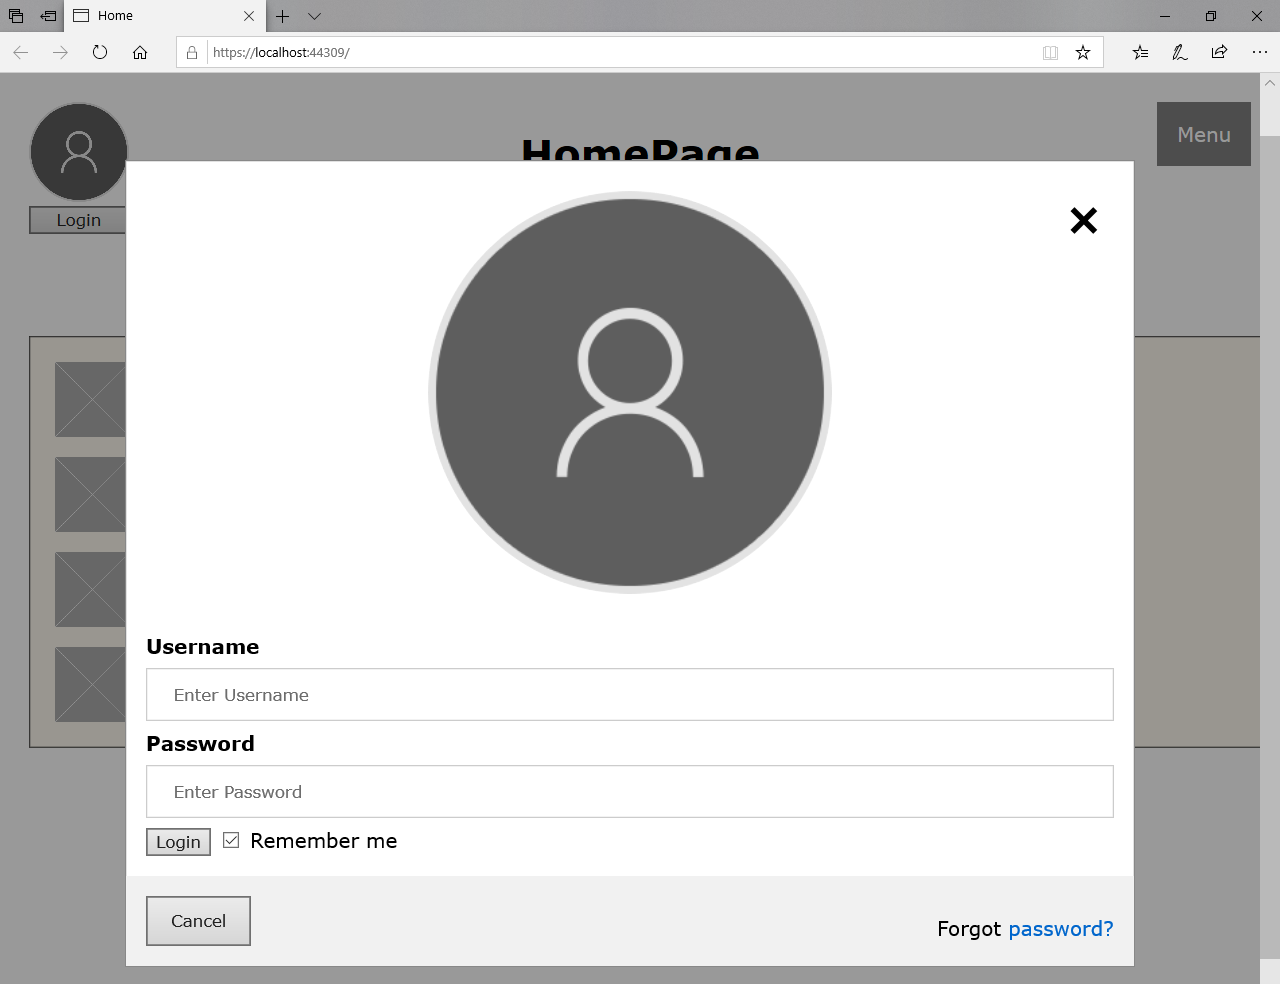 Home
https://localhost:44309/
HomePage
Menu
Login
Username
Enter Username
Password
Enter Password
Login Remember me
Cancel
Forgot password?